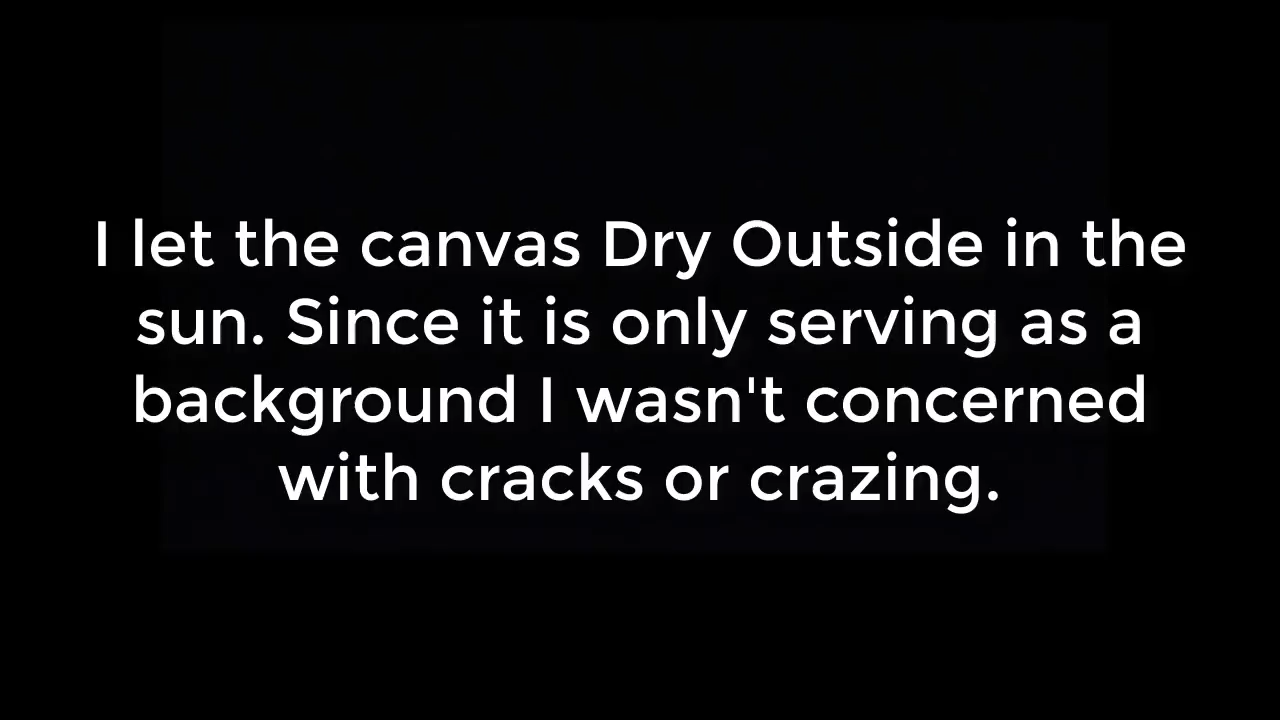 I let the canvas Dry Outside in the
sun. Since it is only serving as a
background I wasn't concerned
with cracks or crazing.